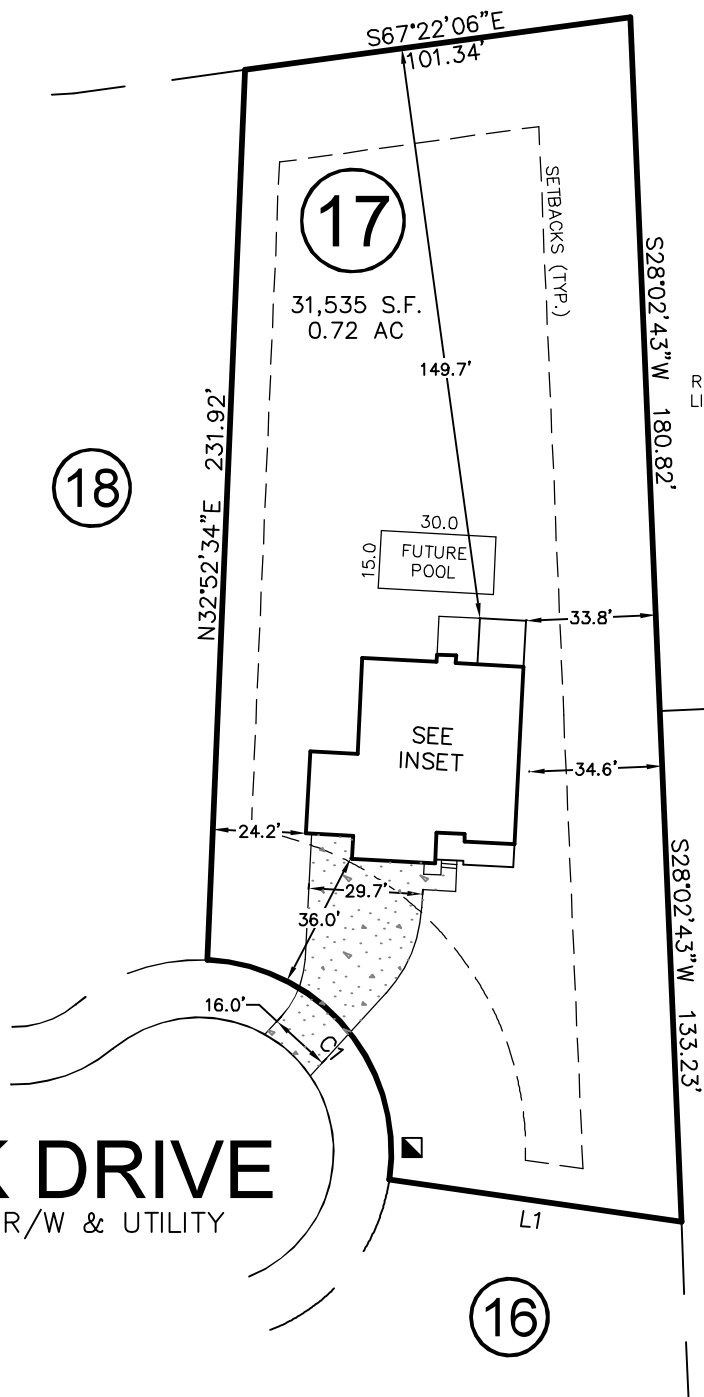 S67°22'06"E
101.34'
SETBACKS (TYP.)
17
31,535 S.F.
0.72 AC
S28°02'43"W 180.82'
149.7'
R
LI
N32°52'34"E 231.92'
18
30.0
15.0
FUTURE
POOL
33.8'
SEE
INSET
34.6'
24.2'
29.7'
36.0'
S28°02'43"W 133.23'
16.0'
C1
K DRIVE
R/W & UTILITY
L1
16